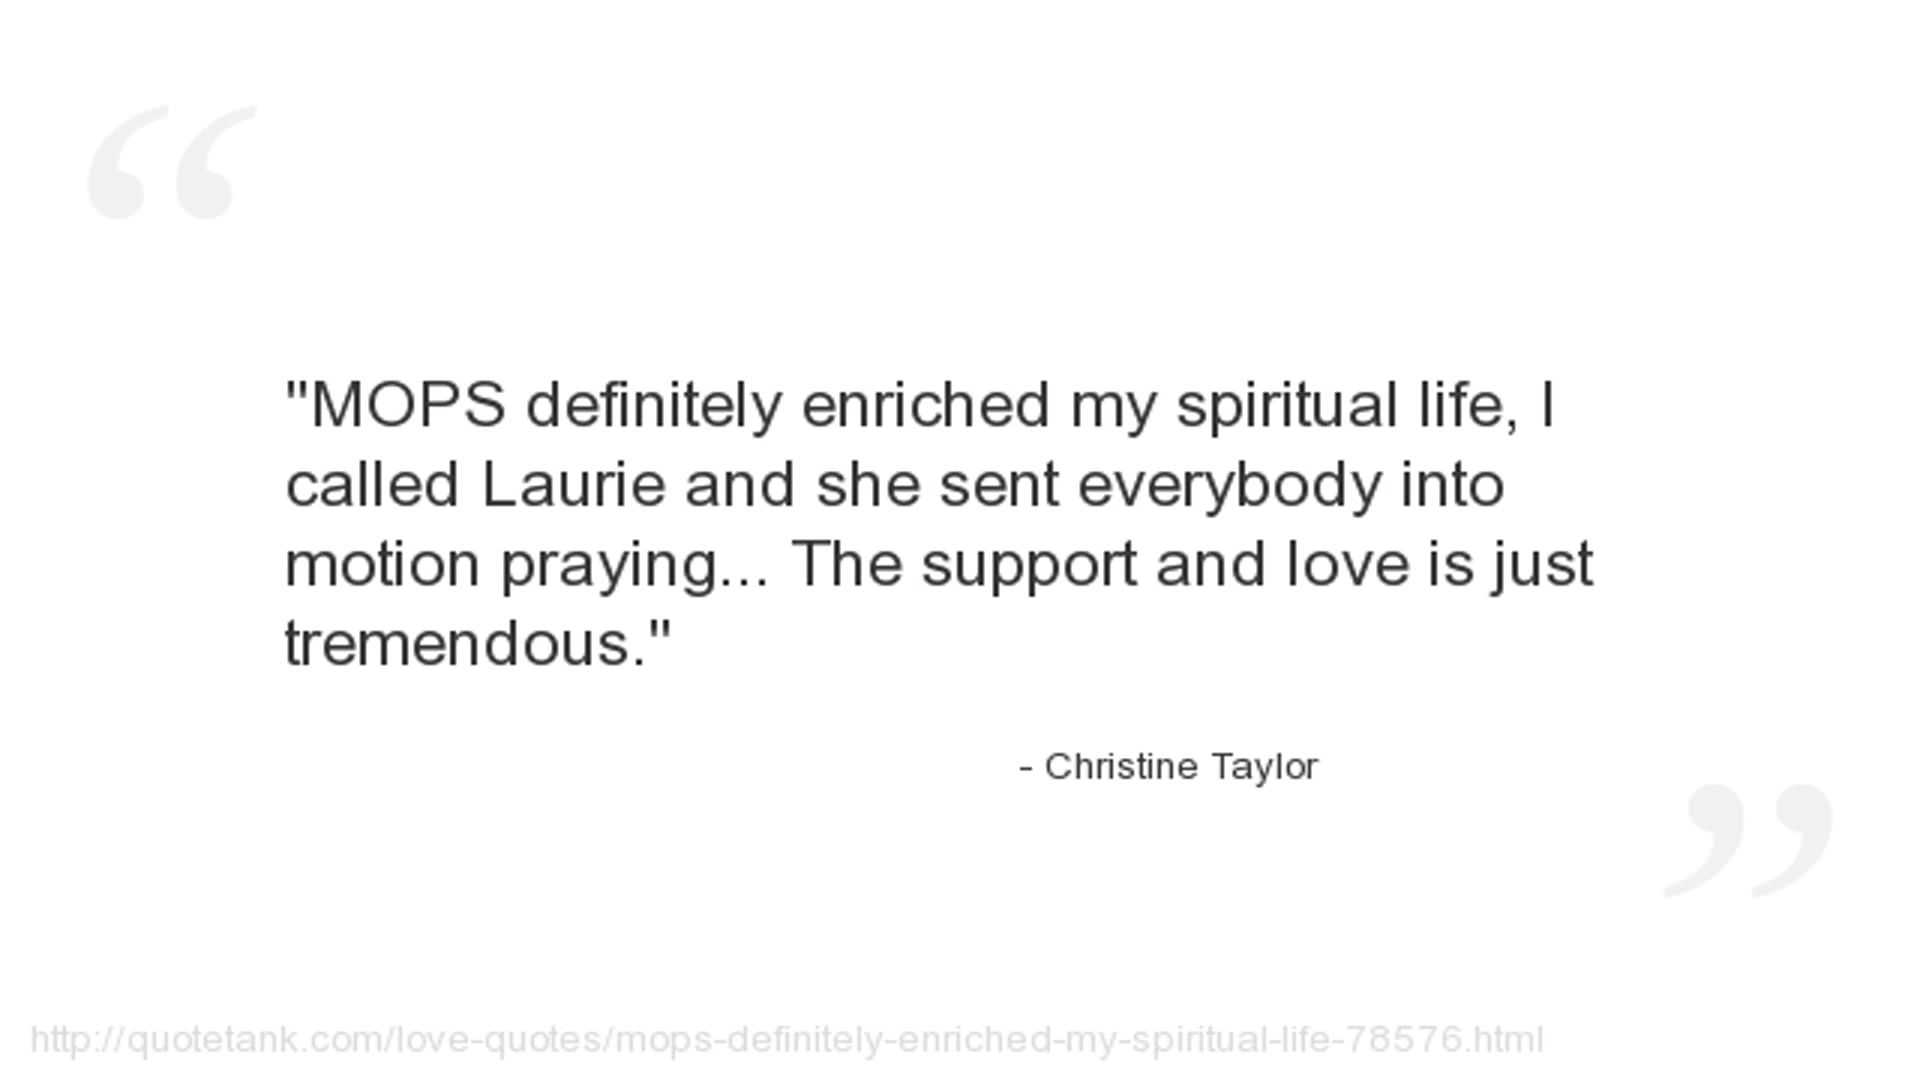 "MOPS definitely enriched my spiritual life, I
called Laurie and she sent everybody into
motion praying... The support and love is just
tremendous."
- Christine Taylor
http://quotetank.com/love-quotes/mops-definitely-enriched-my-spiritual-life-78576.html